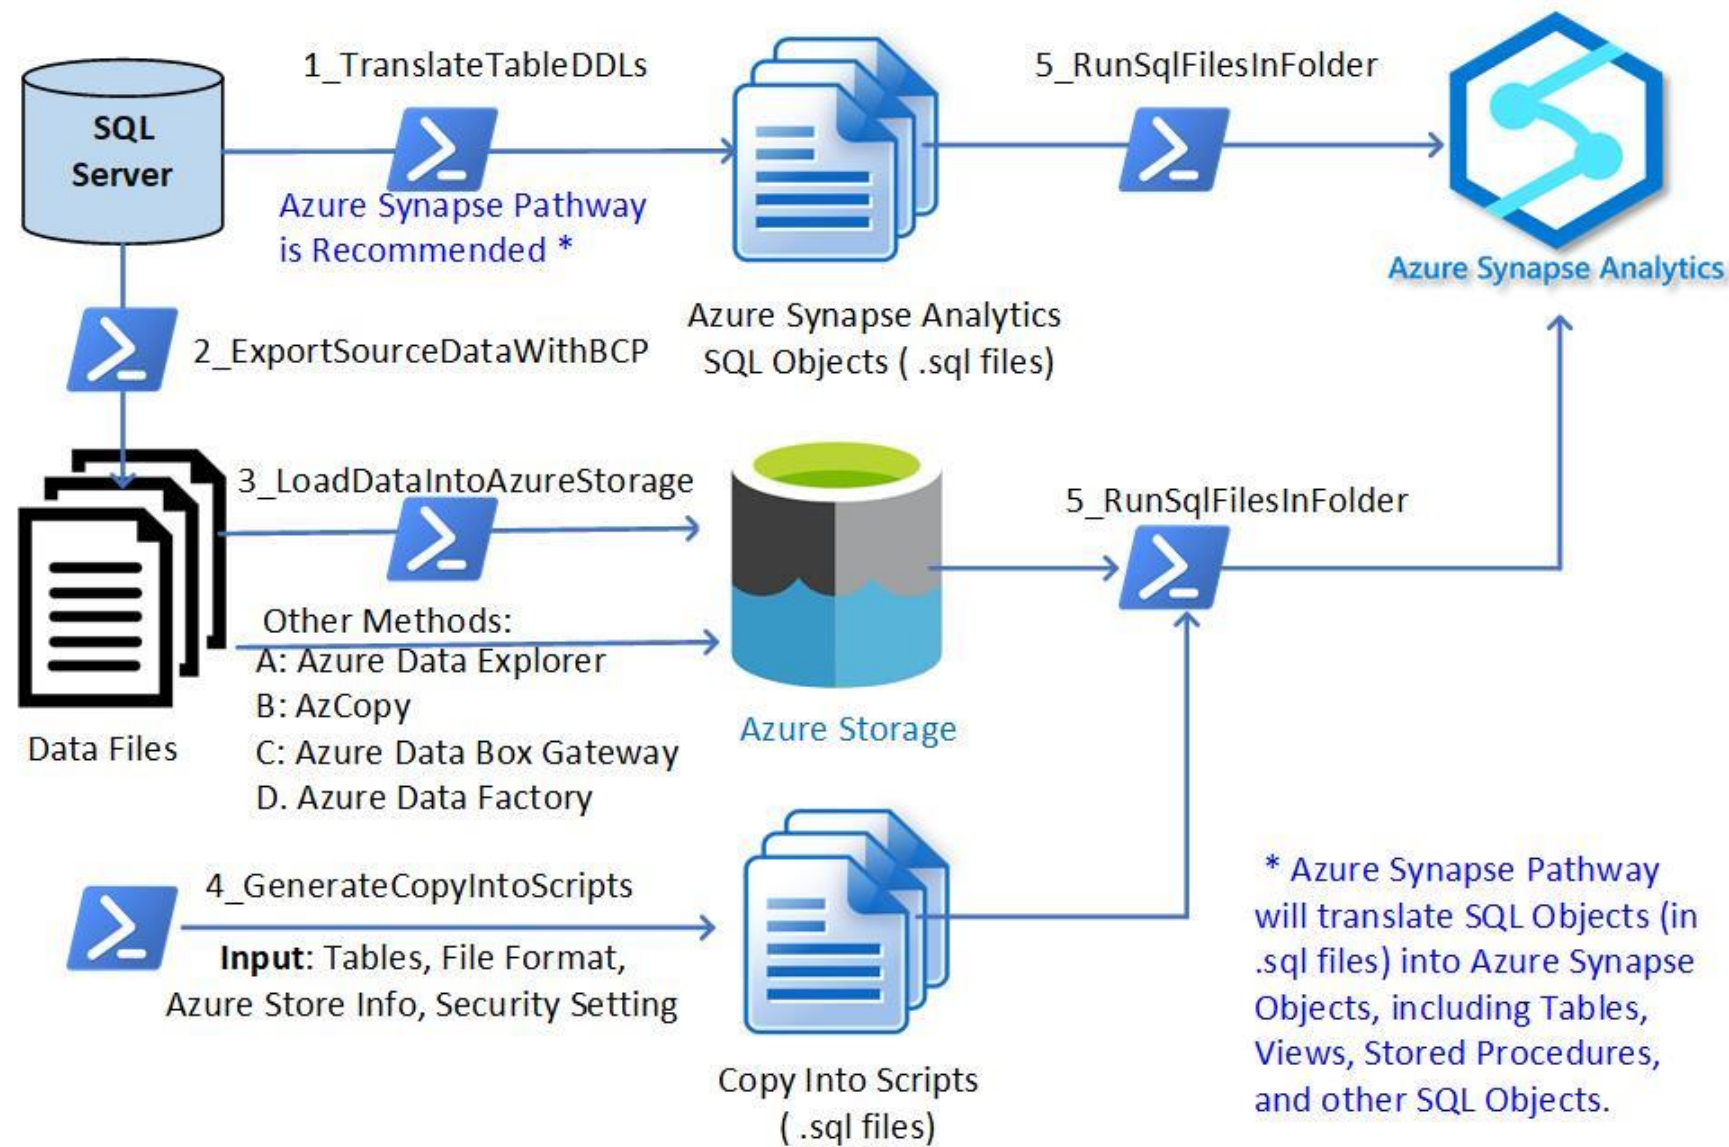 1_TranslateTableDDLs
5_RunSqlFilesInFolder
SQL
Server
Azure Synapse Pathway
is Recommended *
Azure Synapse Analytics
Azure Synapse Analytics
SQL Objects ( .sql files)
2_ExportSourceDataWithBCP
3_LoadDataIntoAzureStorage
5_RunSqlFilesInFolder
Other Methods:
A: Azure Data Explorer
B: AzCopy
C: Azure Data Box Gateway
D. Azure Data Factory
Data Files
Azure Storage
4_GenerateCopyIntoScripts
Input: Tables, File Format,
Azure Store Info, Security Setting
Copy Into Scripts
( .sql files)
* Azure Synapse Pathway
will translate SQL Objects (in
.sql files) into Azure Synapse
Objects, including Tables,
Views, Stored Procedures,
and other SQL Objects.